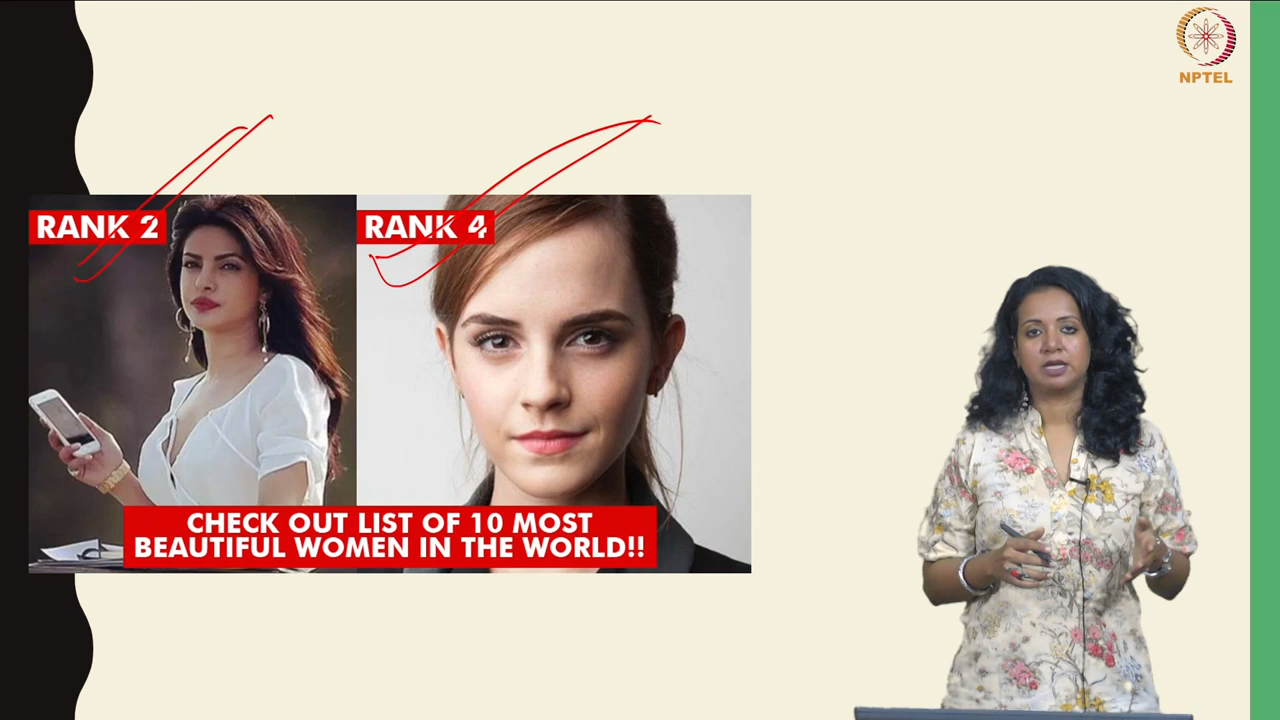 NPTEL
RANK 2
RANK 4
CHECK OUT LIST OF 10 MOST
BEAUTIFUL WOMEN IN THE WORLD!!